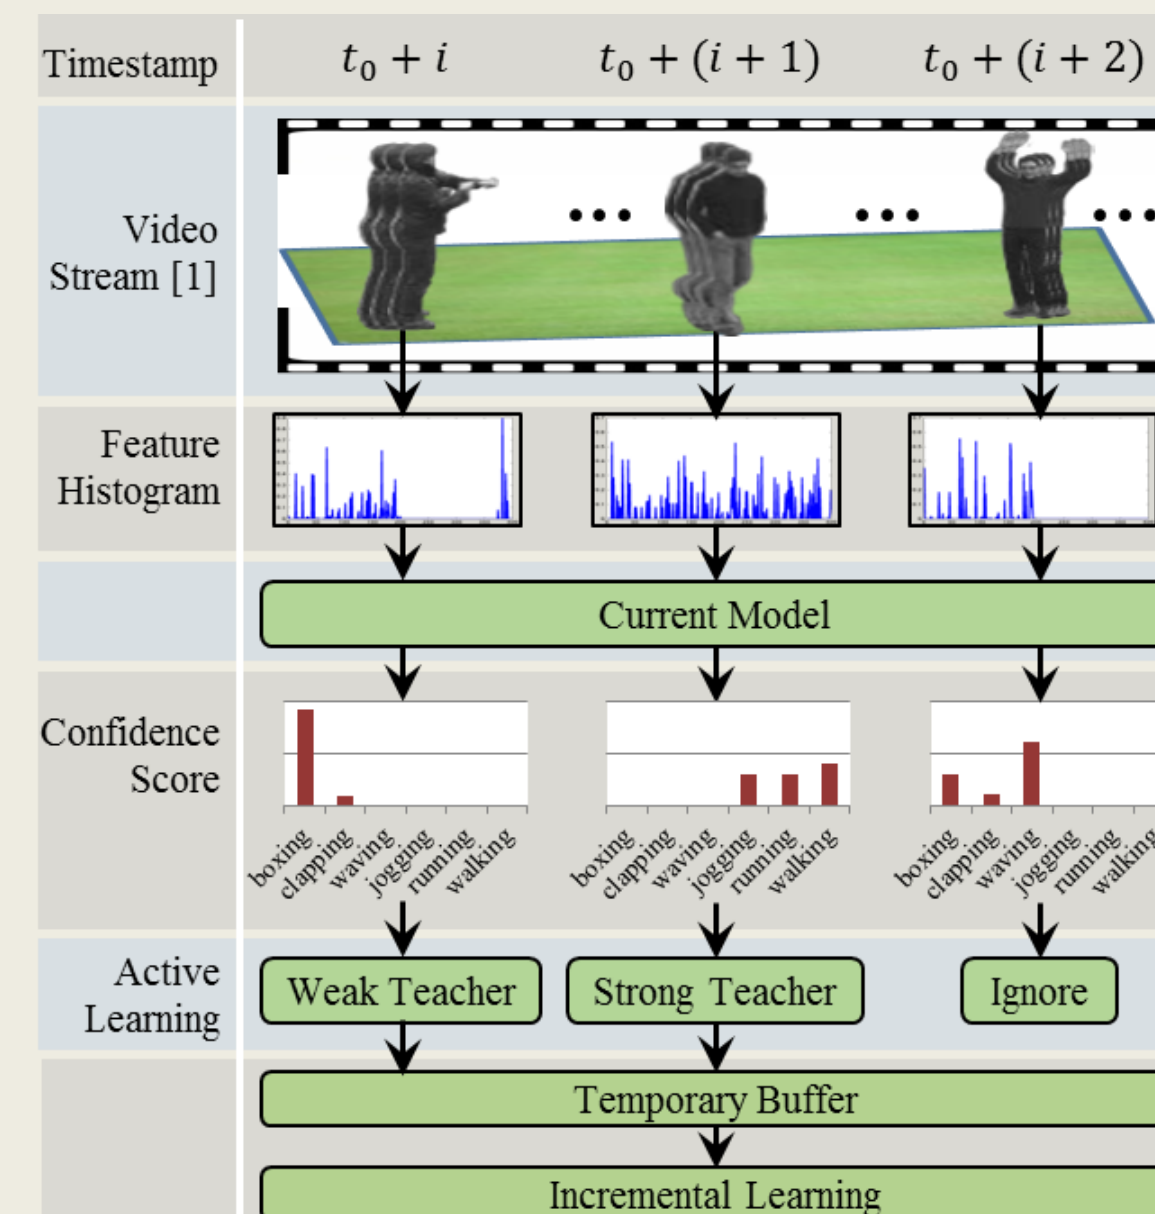 Timestamp
t₀ + i
t₀ + (i + 1)
t₀ + (i + 2)
Video
Stream [1]
Feature
Histogram
Current Model
Confidence
Score
boxing
clapping
waving
jogging
running
walking
boxing
clapping
waving
jogging
running
walking
boxing
clapping
waving
jogging
running
walking
Active
Learning
Weak Teacher
Strong Teacher
Ignore
Temporary Buffer
Incremental Learning